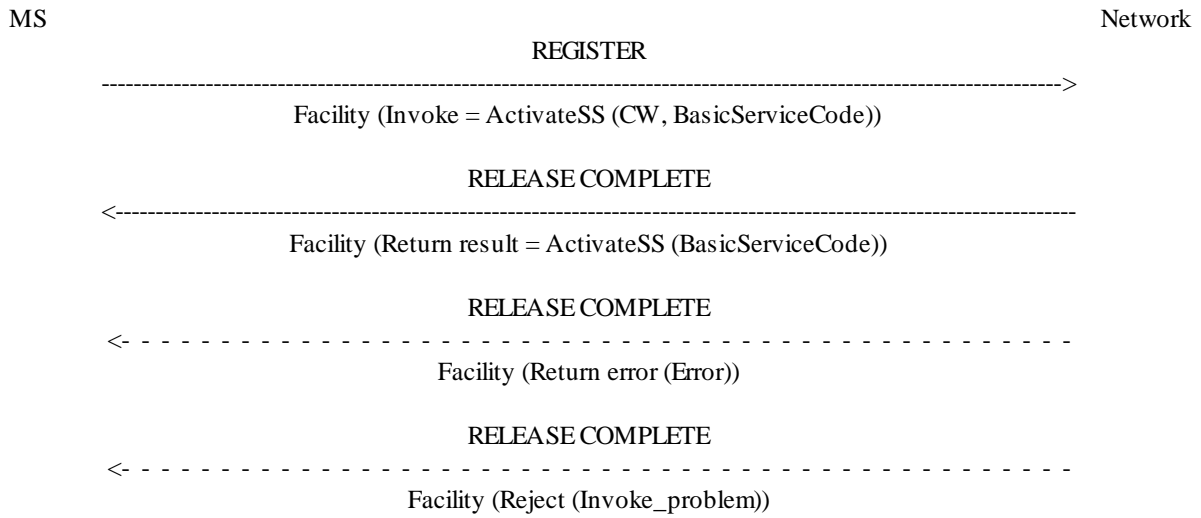 MS Network
REGISTER
Facility (Invoke = ActivateSS (CW, BasicServiceCode))
RELEASE COMPLETE
Facility (Return result = ActivateSS (BasicServiceCode))
RELEASE COMPLETE
Facility (Return error (Error))
RELEASE COMPLETE
Facility (Reject (Invoke_problem))